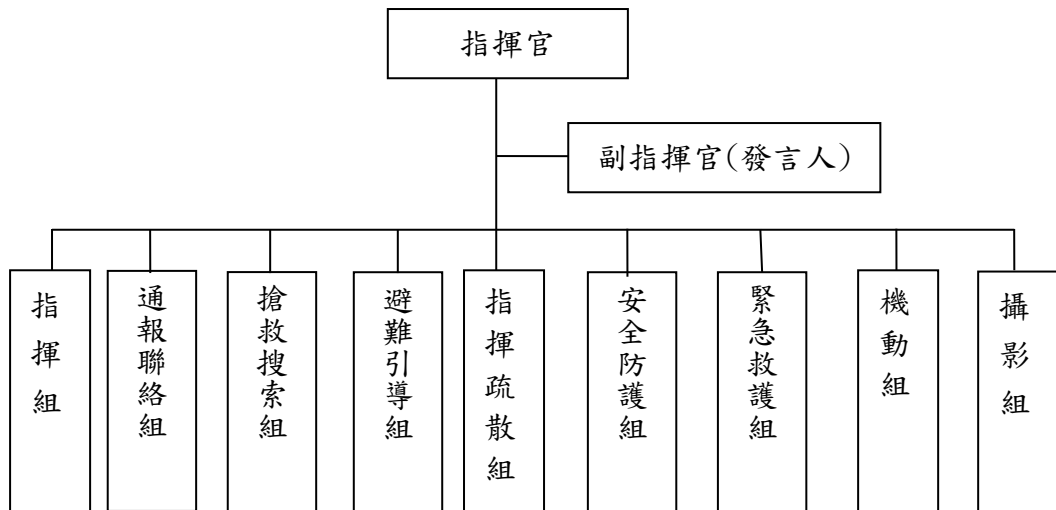 指揮官
副指揮官(發言人)
指揮組
通報聯絡組
搶救搜索組
避難引導組
指揮疏散組
安全防護組
緊急救護組
機動組
攝影組